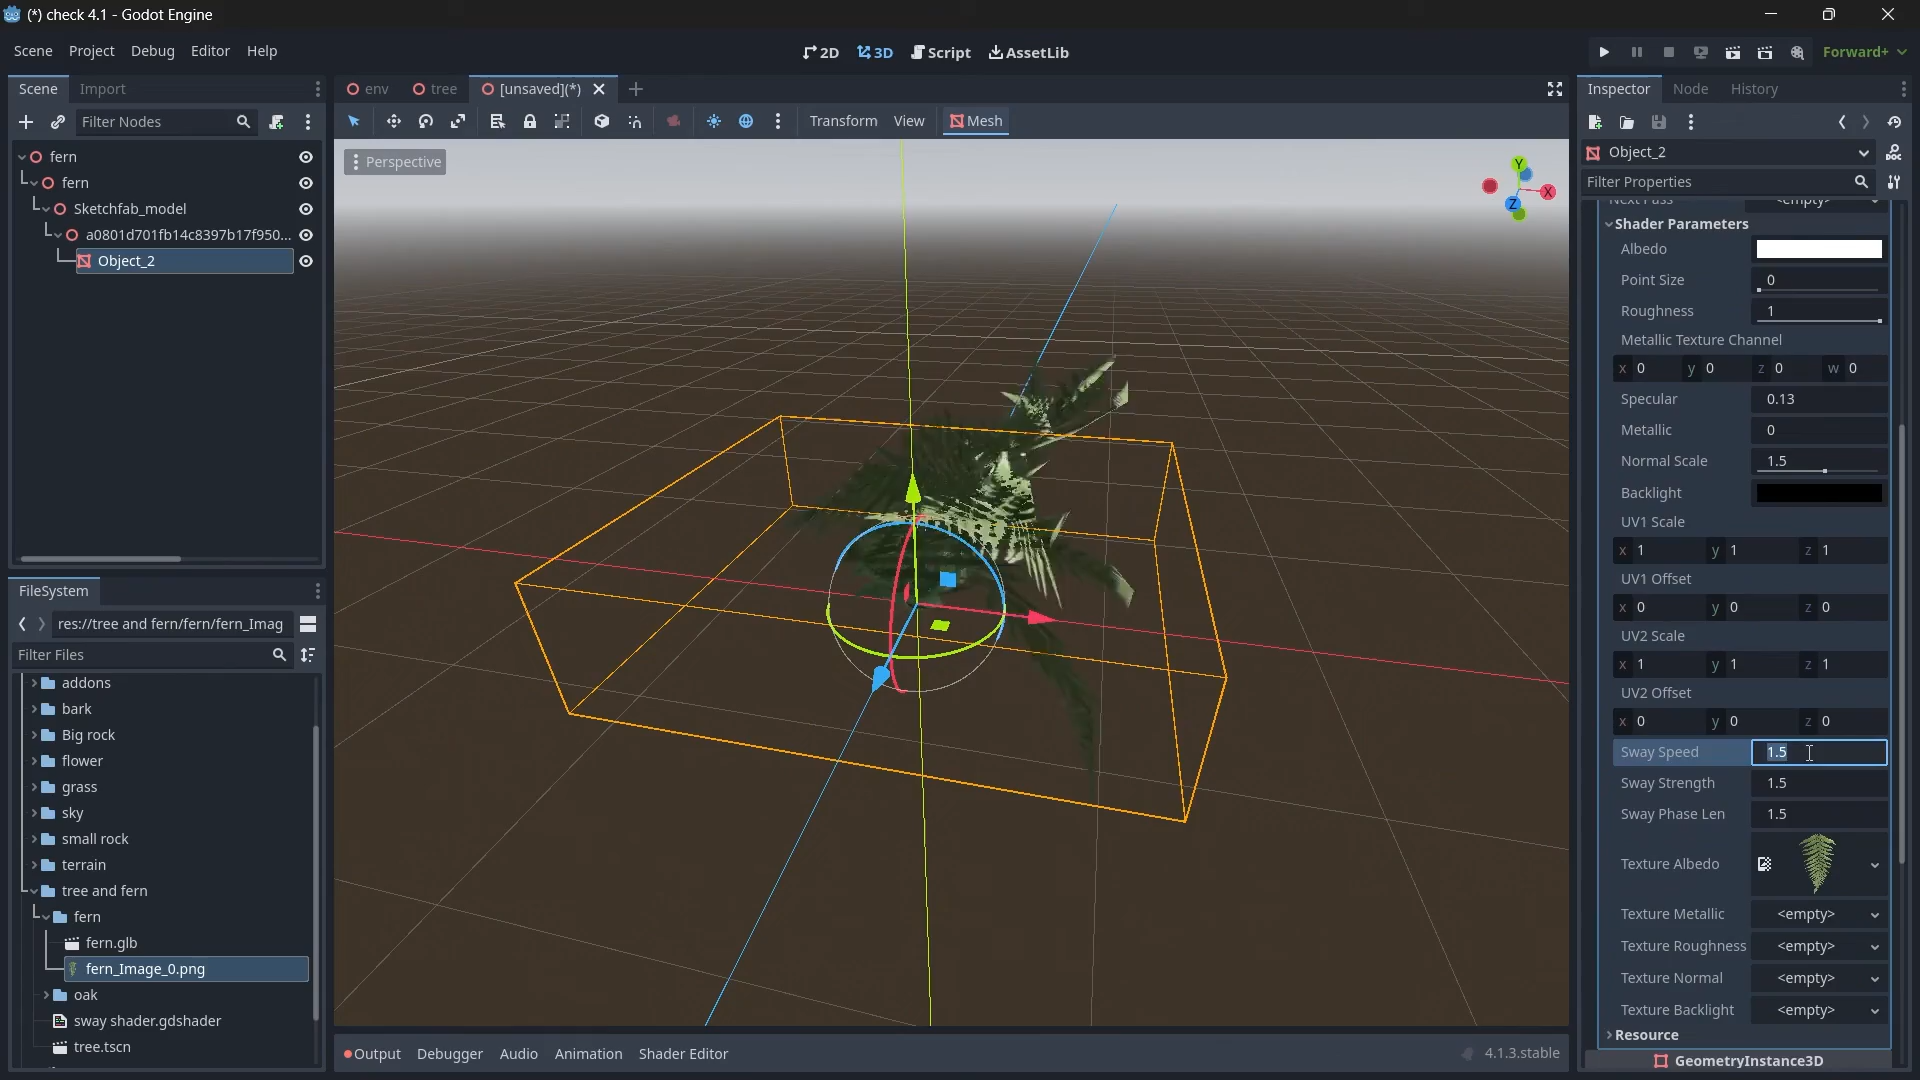 (*) check 4.1 - Godot Engine
Scene Project Debug Editor Help
2D 3D Script AssetLib
Forward+
Scene Import
Filter Nodes
fern
fern
Sketchfab_model
a0801d701fb14c8397b17f950...
Object_2
FileSystem
res://tree and fern/fern/fern_Imag
Filter Files
addons
bark
Big rock
flower
grass
sky
small rock
terrain
tree and fern
fern
fern.glb
fern_Image_0.png
oak
sway shader.gdshader
tree.tscn
env tree [unsaved](*)
Transform View Mesh
Perspective
Y
X
Z
Output Debugger Audio Animation Shader Editor
4.1.3.stable
Inspector Node History
Object_2
Filter Properties
Next Pass <empty>
Shader Parameters
Albedo
Point Size 0
Roughness 1
Metallic Texture Channel
x 0 y 0 z 0 w 0
Specular 0.13
Metallic 0
Normal Scale 1.5
Backlight
UV1 Scale
x 1 y 1 z 1
UV1 Offset
x 0 y 0 z 0
UV2 Scale
x 1 y 1 z 1
UV2 Offset
x 0 y 0 z 0
Sway Speed 1.5
Sway Strength 1.5
Sway Phase Len 1.5
Texture Albedo
Texture Metallic <empty>
Texture Roughness <empty>
Texture Normal <empty>
Texture Backlight <empty>
Resource
GeometryInstance3D